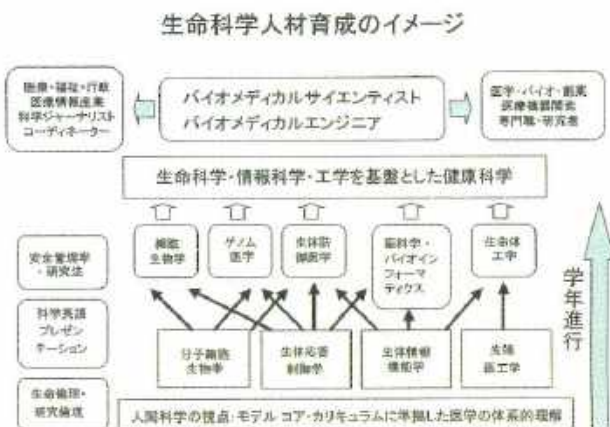 生命科学人材育成のイメージ
医療・福祉・行政
医療情報産業
科学ジャーナリスト
コーディネーター
バイオメディカルサイエンティスト
バイオメディカルエンジニア
医学・バイオ・創薬
医療機器関連
専門職・研究者
生命科学・情報科学・工学を基盤とした健康科学
細胞
生物学
ゲノム
医学
生体防
御医学
脳科学・
バイオイン
フォーマ
ティクス
生命体
工学
安全管理学
・研究法
科学英語
プレゼン
テーション
生命倫理・
研究倫理
分子細胞
生物学
生体応答
制御学
生体情報
機能学
先端
医工学
学年進行
人間科学の視点:モデル コア・カリキュラムに準拠した医学の体系的理解